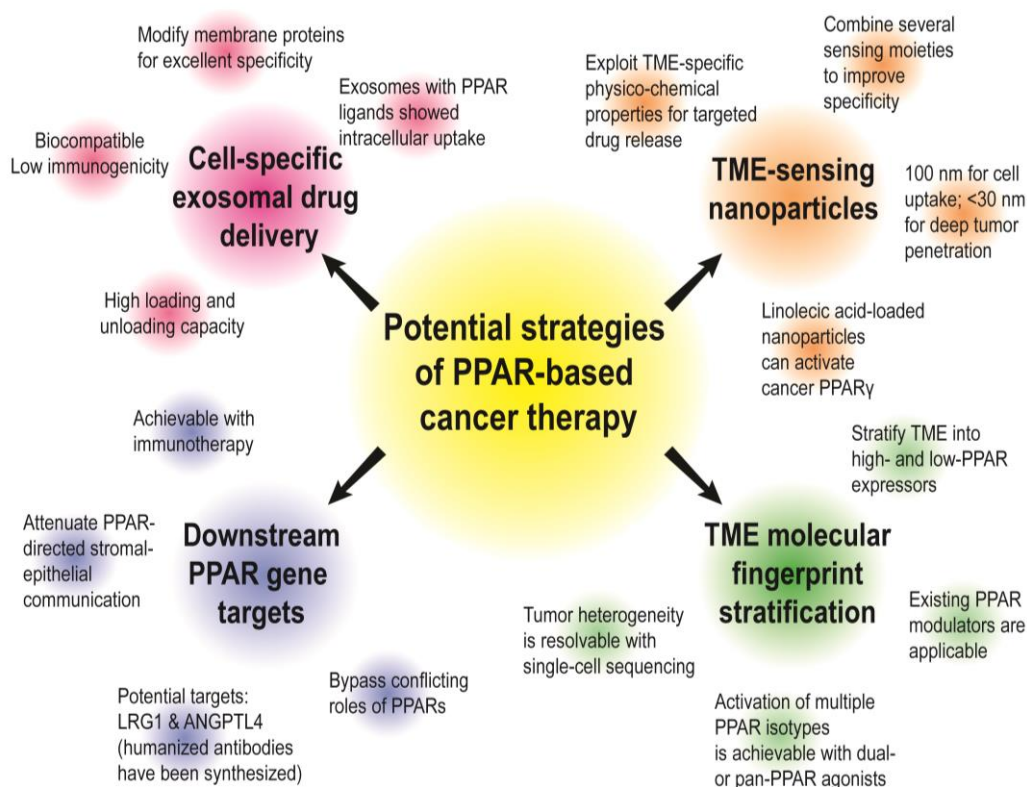 Modify membrane proteins
for excellent specificity
Exosomes with PPAR
ligands showed
intracellular uptake
Biocompatible
Low immunogenicity
Cell-specific
exosomal drug
delivery
High loading and
unloading capacity
Exploit TME-specific
physico-chemical
properties for targeted
drug release
Combine several
sensing moieties
to improve
specificity
TME-sensing
nanoparticles
100 nm for cell
uptake; <30 nm
for deep tumor
penetration
Linolecic acid-loaded
nanoparticles
can activate
cancer PPARγ
Potential strategies
of PPAR-based
cancer therapy
Achievable with
immunotherapy
Attenuate PPAR-
directed stromal-
epithelial
communication
Downstream
PPAR gene
targets
Bypass conflicting
roles of PPARs
Potential targets:
LRG1 & ANGPTL4
(humanized antibodies
have been synthesized)
Stratify TME into
high- and low-PPAR
expressors
TME molecular
fingerprint
stratification
Tumor heterogeneity
is resolvable with
single-cell sequencing
Existing PPAR
modulators are
applicable
Activation of multiple
PPAR isotypes
is achievable with dual-
or pan-PPAR agonists